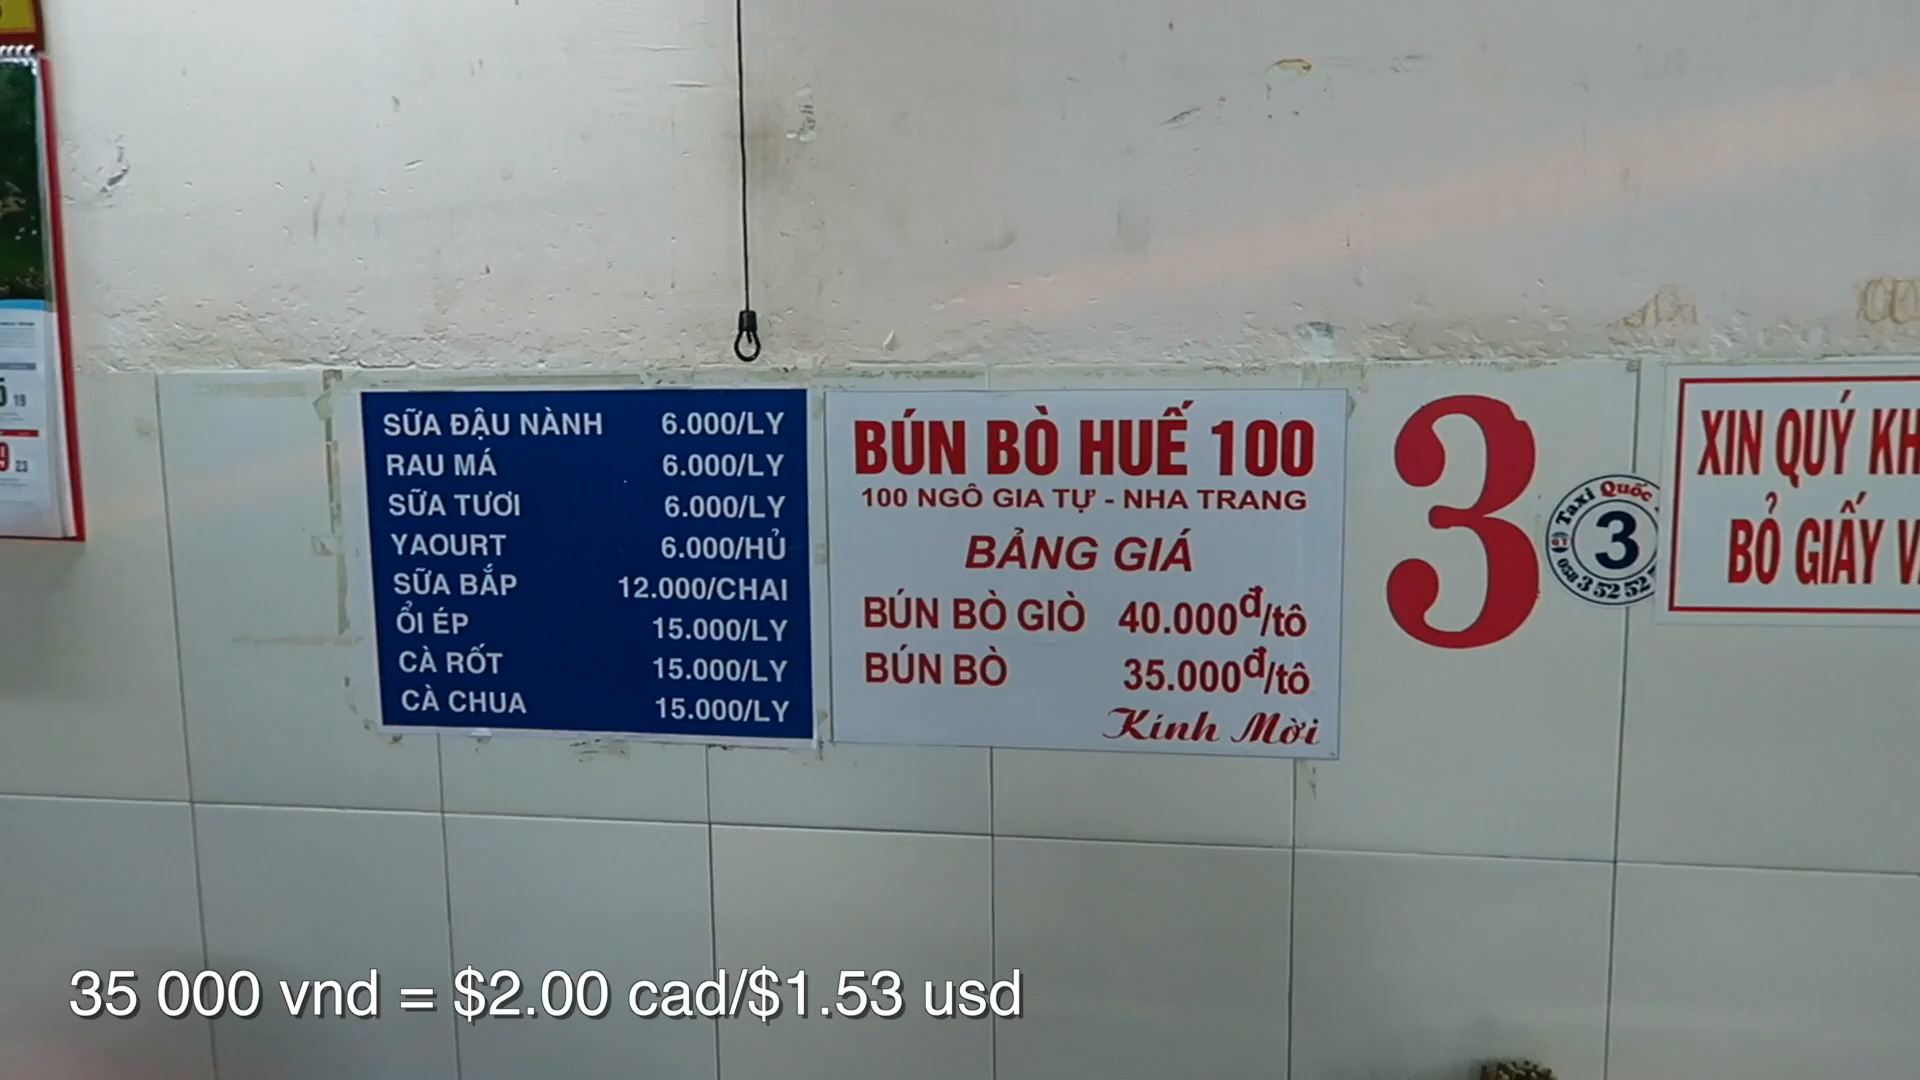 SỮA ĐẬU NÀNH 6.000/LY
RAU MÁ 6.000/LY
SỮA TƯƠI 6.000/LY
YAOURT 6.000/HỦ
SỮA BẮP 12.000/CHAI
ỔI ÉP 15.000/LY
CÀ RỐT 15.000/LY
CÀ CHUA 15.000/LY
BÚN BÒ HUẾ 100
100 NGÔ GIA TỰ - NHA TRANG
BẢNG GIÁ
BÚN BÒ GIÒ 40.000đ/tô
BÚN BÒ 35.000đ/tô
Kính Mời
3
Taxi Quốc
3
XIN QUÝ KH
BỎ GIẤY V
35 000 vnd = $2.00 cad/$1.53 usd